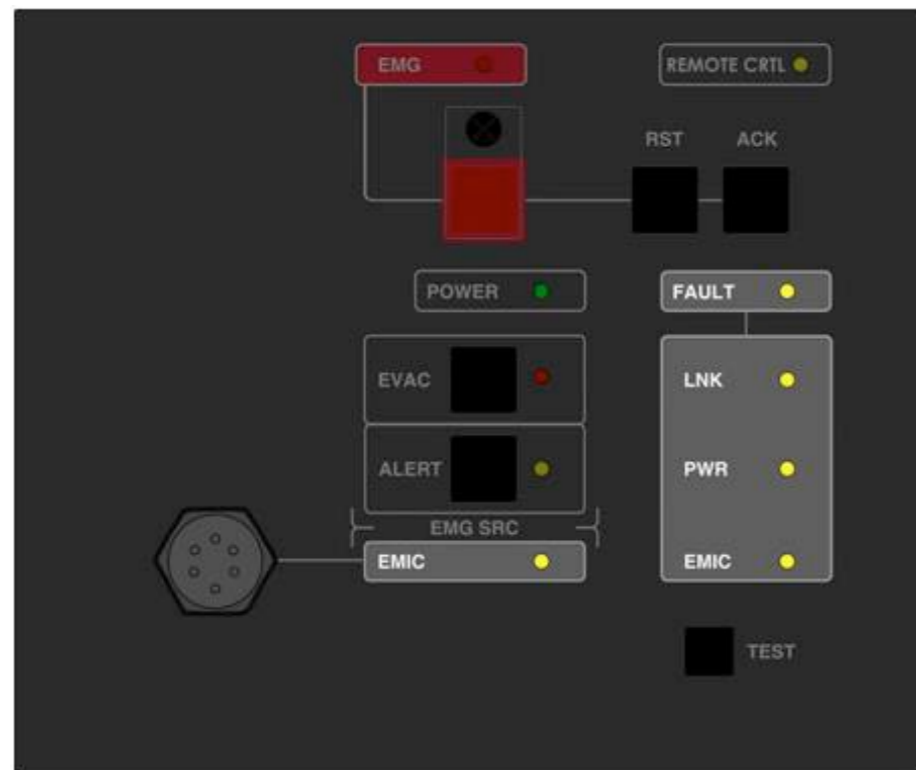 EMG
REMOTE CRTL
RST ACK
POWER
FAULT
EVAC
LNK
ALERT
PWR
EMG SRC
EMIC
EMIC
TEST